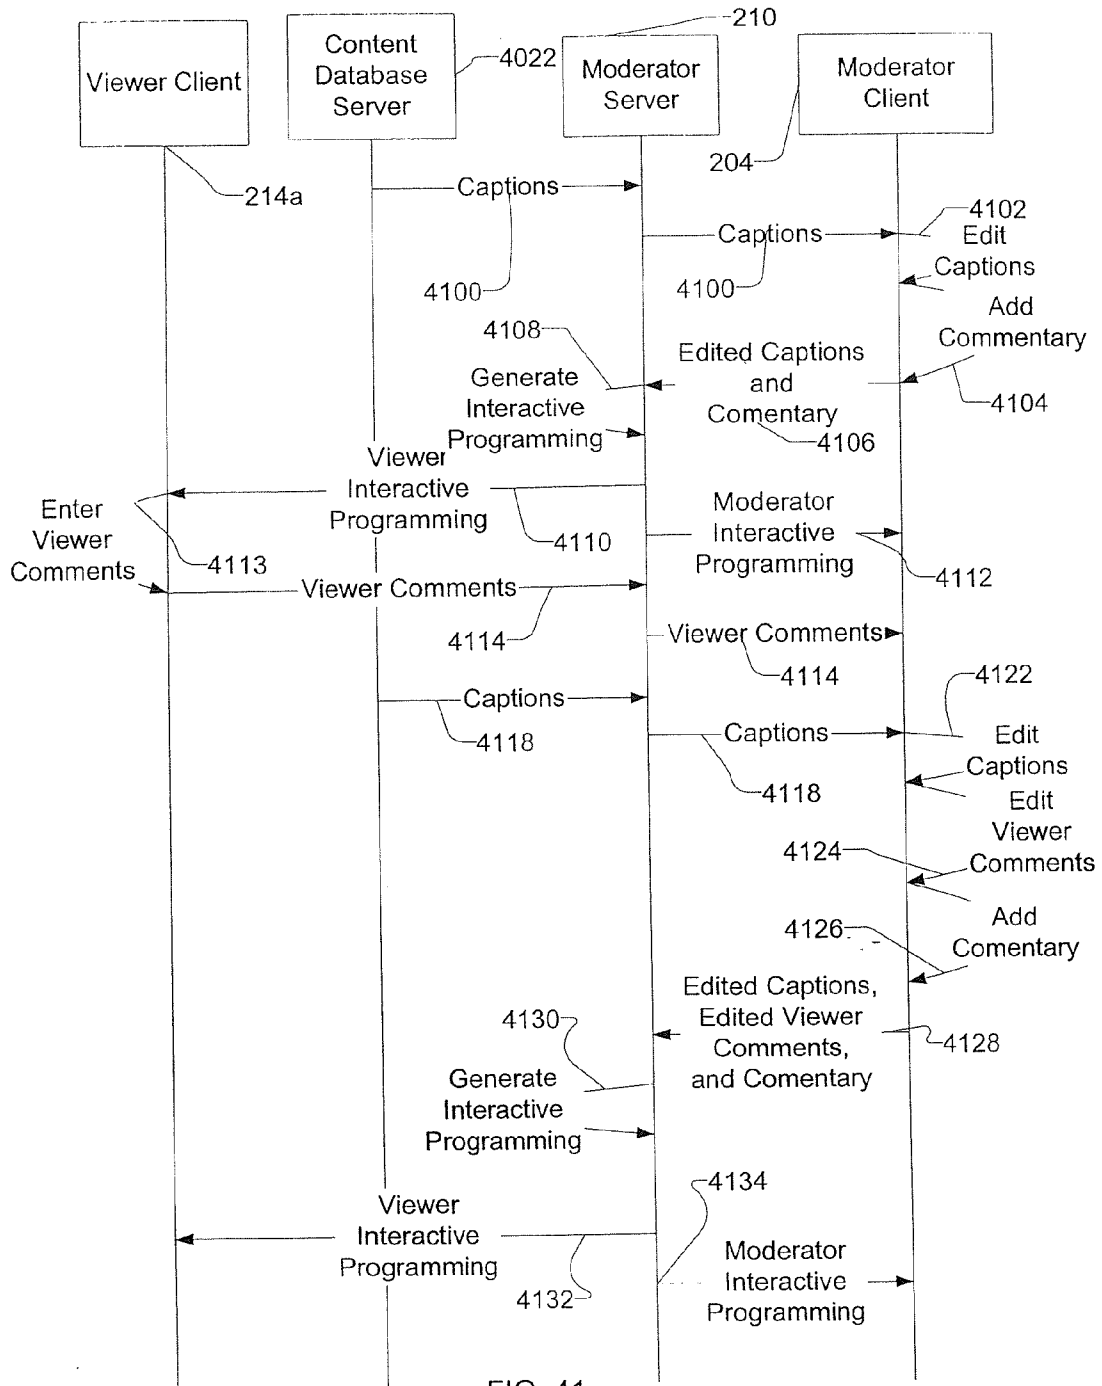 210
Viewer Client
Content
Database
Server
4022
Moderator
Server
Moderator
Client
214a
204
Captions
4100
Captions
4100
4102
Edit
Captions
Add
Commentary
4104
4108
Edited Captions
and
Comentary
4106
Generate
Interactive
Programming
Viewer
Interactive
Programming
4110
Enter
Viewer
Comments
4113
Moderator
Interactive
Programming
4112
Viewer Comments
4114
Viewer Comments
4114
Captions
4118
Captions
4118
4122
Edit
Captions
Edit
Viewer
Comments
4124
Add
Comentary
4126
Edited Captions,
Edited Viewer
Comments,
and Comentary
4128
4130
Generate
Interactive
Programming
4134
Viewer
Interactive
Programming
4132
Moderator
Interactive
Programming
FIG. 41